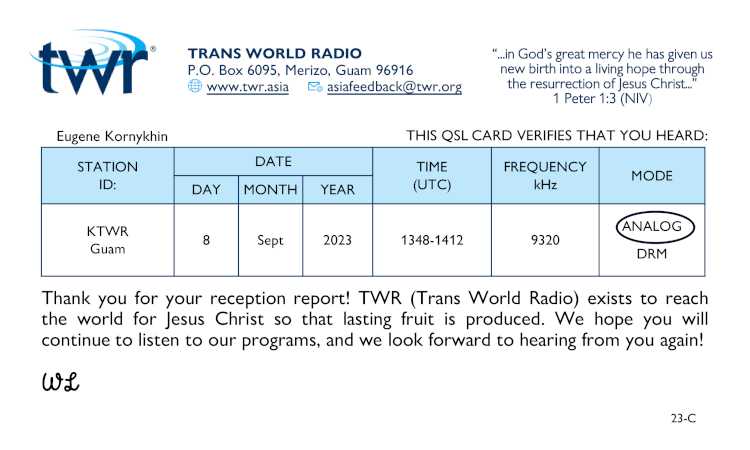 twr®
TRANS WORLD RADIO
P.O. Box 6095, Merizo, Guam 96916
www.twr.asia asiafeedback@twr.org
“...in God's great mercy he has given us
new birth into a living hope through
the resurrection of Jesus Christ...”
1 Peter 1:3 (NIV)
Eugene Kornykhin
THIS QSL CARD VERIFIES THAT YOU HEARD:
STATION
ID:
DATE
DAY MONTH YEAR
TIME
(UTC)
FREQUENCY
kHz
MODE
KTWR
Guam
8 Sept 2023 1348-1412 9320
ANALOG
DRM
Thank you for your reception report! TWR (Trans World Radio) exists to reach
the world for Jesus Christ so that lasting fruit is produced. We hope you will
continue to listen to our programs, and we look forward to hearing from you again!
WL
23-C